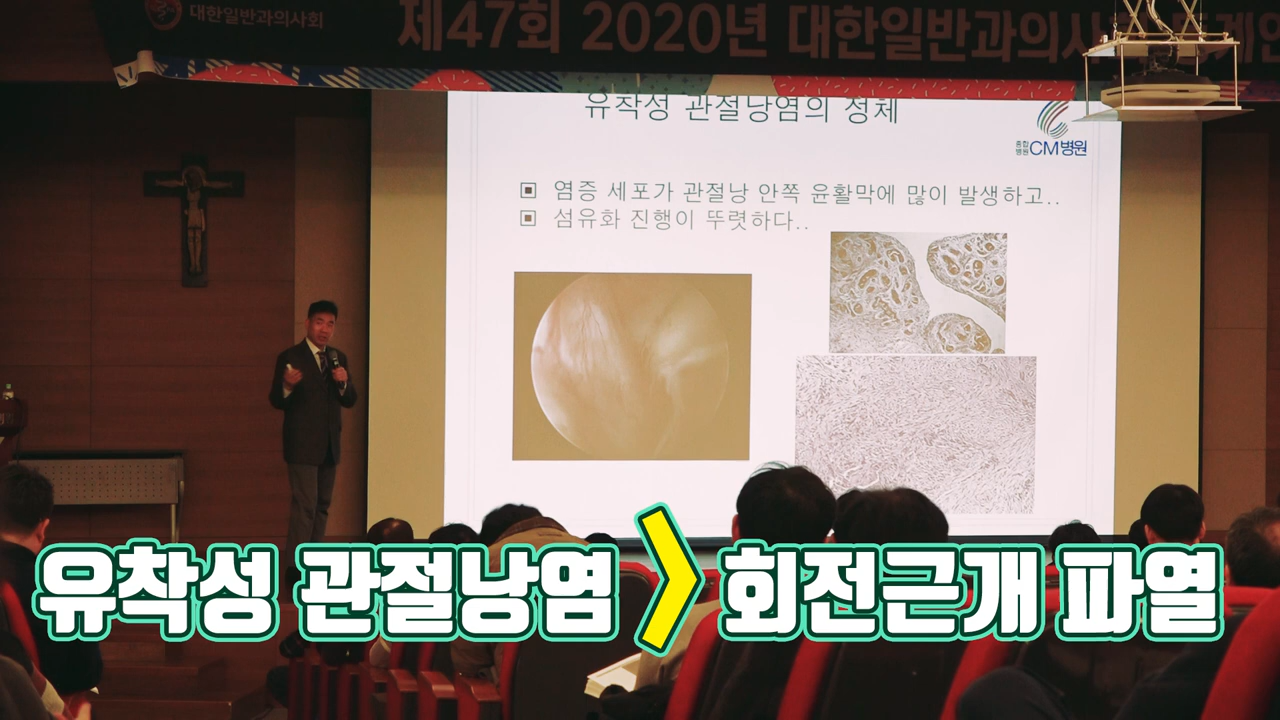 대한일반과의사회
제47회 2020년 대한일반과의사회
유착성 관절낭염의 정체
종합병원 CM병원
염증 세포가 관절낭 안쪽 윤활막에 많이 발생하고..
섬유화 진행이 뚜렷하다..
유착성 관절낭염 > 회전근개 파열